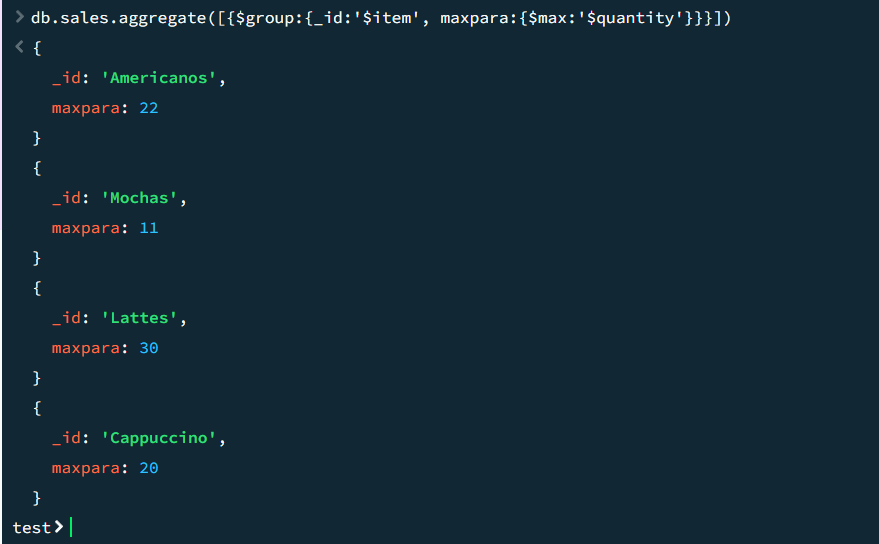 > db.sales.aggregate([{$group:{_id:'$item', maxpara:{$max:'$quantity'}}}])
< {
_id: 'Americanos',
maxpara: 22
}
{
_id: 'Mochas',
maxpara: 11
}
{
_id: 'Lattes',
maxpara: 30
}
{
_id: 'Cappuccino',
maxpara: 20
}
test>